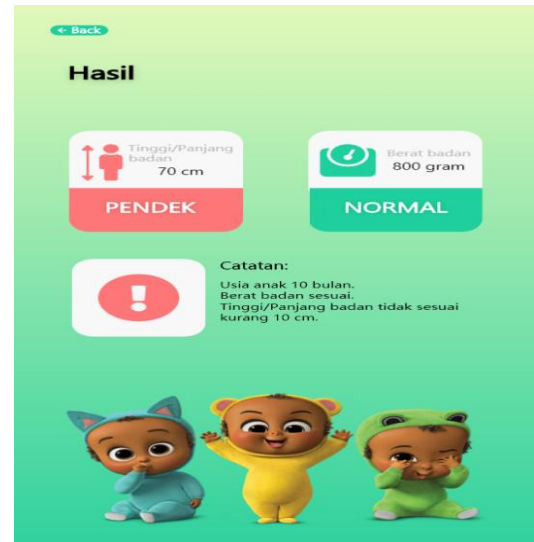 ← Back
Hasil
Tinggi/Panjang
badan
70 cm
PENDEK
Berat badan
800 gram
NORMAL
Catatan:
Usia anak 10 bulan.
Berat badan sesuai.
Tinggi/Panjang badan tidak sesuai
kurang 10 cm.